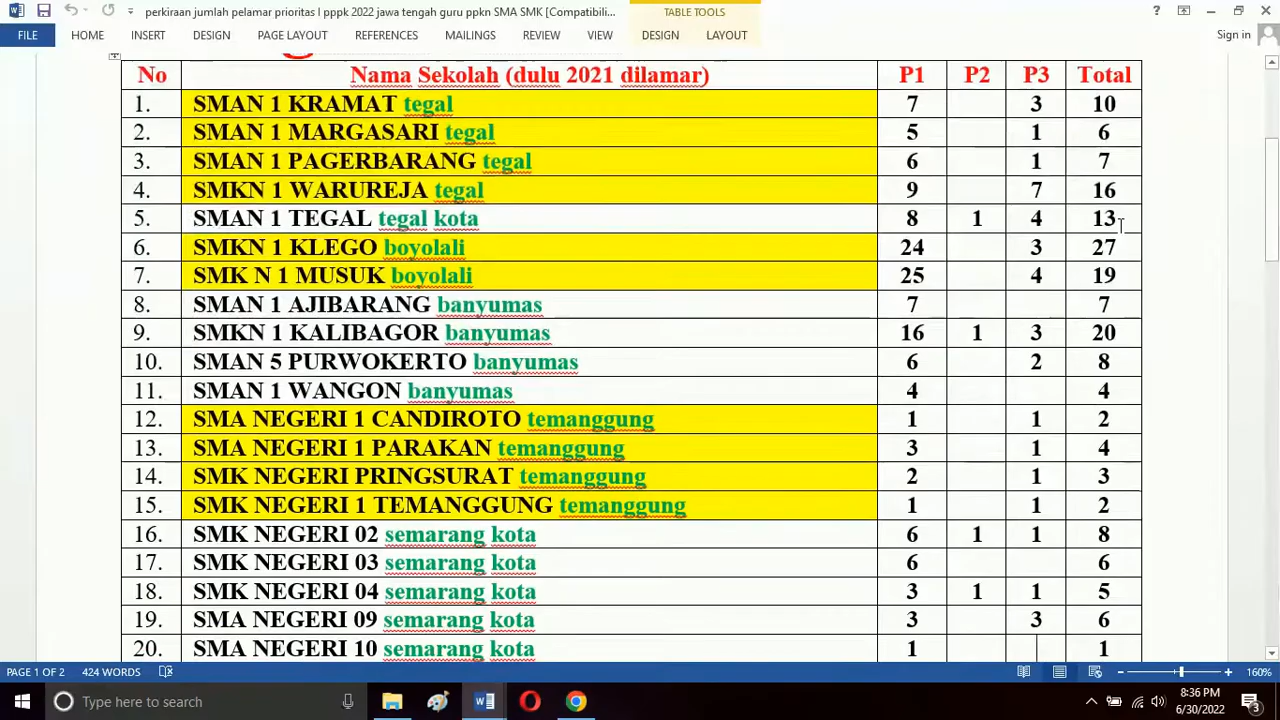 perkiraan jumlah pelamar prioritas I pppk 2022 jawa tengah guru ppkn SMA SMK [Compatibili...
TABLE TOOLS
?
FILE HOME INSERT DESIGN PAGE LAYOUT REFERENCES MAILINGS REVIEW VIEW DESIGN LAYOUT Sign in
No Nama Sekolah (dulu 2021 dilamar) P1 P2 P3 Total
1. SMAN 1 KRAMAT tegal 7 3 10
2. SMAN 1 MARGASARI tegal 5 1 6
3. SMAN 1 PAGERBARANG tegal 6 1 7
4. SMKN 1 WARUREJA tegal 9 7 16
5. SMAN 1 TEGAL tegal kota 8 1 4 13
6. SMKN 1 KLEGO boyolali 24 3 27
7. SMK N 1 MUSUK boyolali 25 4 19
8. SMAN 1 AJIBARANG banyumas 7 7
9. SMKN 1 KALIBAGOR banyumas 16 1 3 20
10. SMAN 5 PURWOKERTO banyumas 6 2 8
11. SMAN 1 WANGON banyumas 4 4
12. SMA NEGERI 1 CANDIROTO temanggung 1 1 2
13. SMA NEGERI 1 PARAKAN temanggung 3 1 4
14. SMK NEGERI PRINGSURAT temanggung 2 1 3
15. SMK NEGERI 1 TEMANGGUNG temanggung 1 1 2
16. SMK NEGERI 02 semarang kota 6 1 1 8
17. SMK NEGERI 03 semarang kota 6 6
18. SMK NEGERI 04 semarang kota 3 1 1 5
19. SMA NEGERI 09 semarang kota 3 3 6
20. SMA NEGERI 10 semarang kota 1 1
PAGE 1 OF 2 424 WORDS 160%
Type here to search
8:36 PM
6/30/2022
3